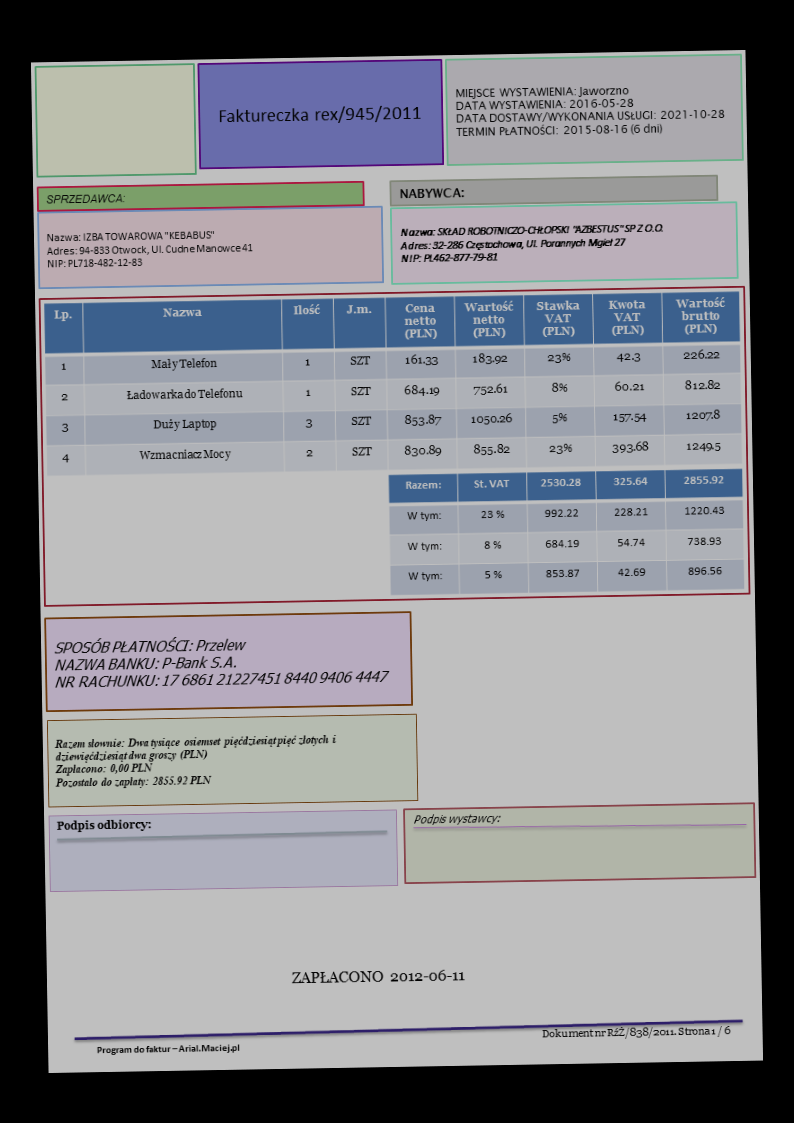 Faktureczka rex/945/2011
MIEJSCE WYSTAWIENIA: Jaworzno
DATA WYSTAWIENIA: 2016-05-28
DATA DOSTAWY/WYKONANIA USŁUGI: 2021-10-28
TERMIN PŁATNOŚCI: 2015-08-16 (6 dni)
SPRZEDAWCA:
Nazwa: IZBA TOWAROWA "KEBABUS"
Adres: 94-833 Otwock, Ul. Cudne Manowce 41
NIP: PL718-482-12-83
NABYWCA:
Nazwa: SKŁAD ROBOTNICZO-CHŁOPSKI "AZBESTUS" SP Z O.O.
Adres: 32-286 Częstochowa, Ul. Porannych Mgieł 27
NIP: PL462-877-79-81
Lp. Nazwa Ilość J.m. Cena netto (PLN) Wartość netto (PLN) Stawka VAT (PLN) Kwota VAT (PLN) Wartość brutto (PLN)
1 Mały Telefon 1 SZT 161.33 183.92 23% 42.3 226.22
2 Ładowarka do Telefonu 1 SZT 684.19 752.61 8% 60.21 812.82
3 Duży Laptop 3 SZT 853.87 1050.26 5% 157.54 1207.8
4 Wzmacniacz Mocy 2 SZT 830.89 855.82 23% 393.68 1249.5
Razem: St. VAT 2530.28 325.64 2855.92
W tym: 23 % 992.22 228.21 1220.43
W tym: 8 % 684.19 54.74 738.93
W tym: 5 % 853.87 42.69 896.56
SPOSÓB PŁATNOŚCI: Przelew
NAZWA BANKU: P-Bank S.A.
NR RACHUNKU: 17 6861 21227451 8440 9406 4447
Razem słownie: Dwa tysiące osiemset pięćdziesiąt pięć złotych i
dziewięćdziesiąt dwa groszy (PLN)
Zapłacono: 0,00 PLN
Pozostało do zapłaty: 2855.92 PLN
Podpis odbiorcy:
Podpis wystawcy:
ZAPŁACONO 2012-06-11
Program do faktur – Arial.Maciej.pl
Dokument nr RfŻ/838/2011. Strona 1 / 6